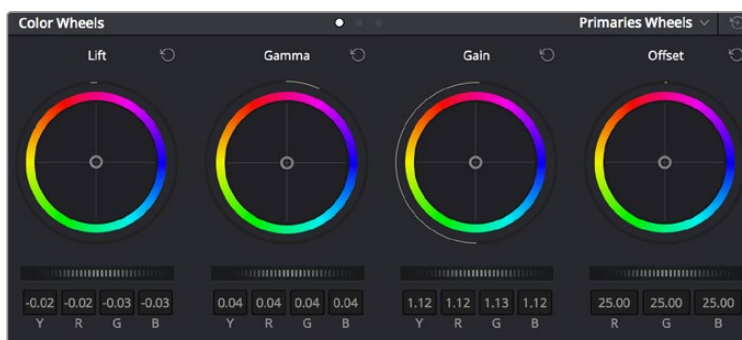 Color Wheels Primaries Wheels
Lift Gamma Gain Offset
-0.02 -0.02 -0.03 -0.03 0.04 0.04 0.04 0.04 1.12 1.12 1.13 1.12 25.00 25.00 25.00
Y R G B Y R G B Y R G B R G B